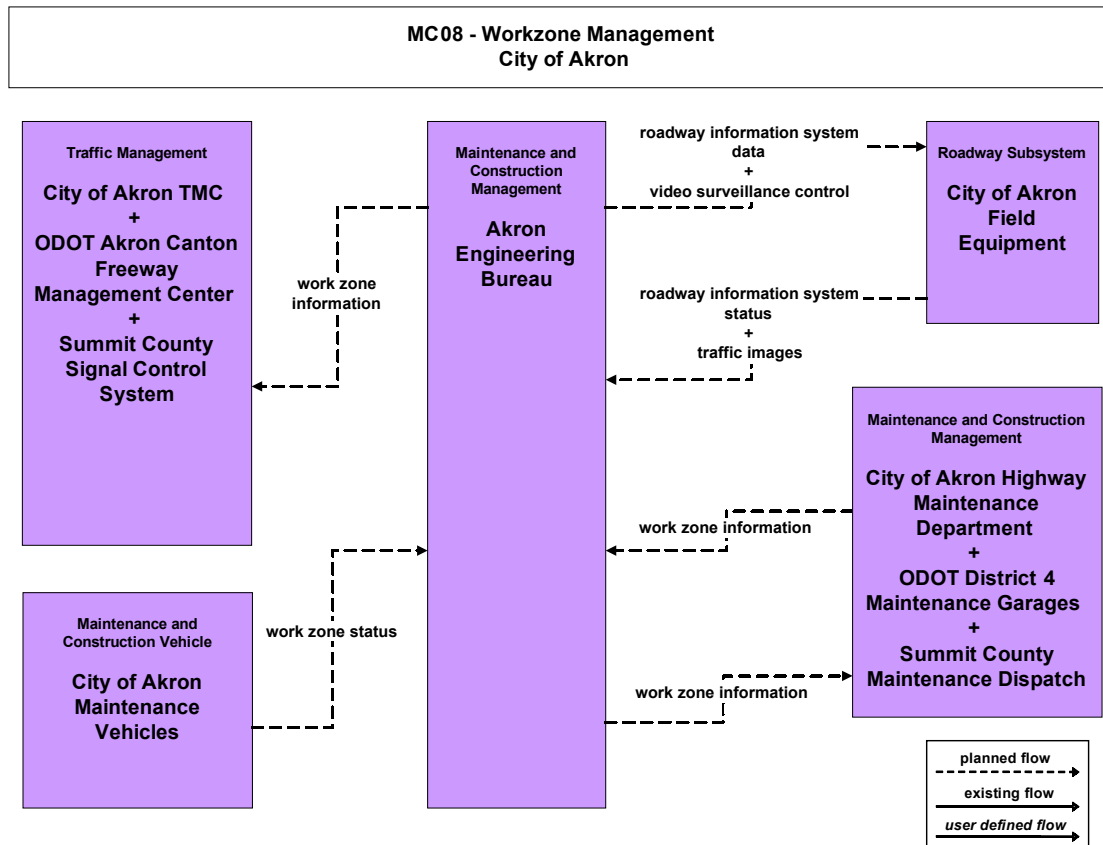 MC08 - Workzone Management
City of Akron
Traffic Management
City of Akron TMC
+
ODOT Akron Canton
Freeway
Management Center
+
Summit County
Signal Control
System
work zone
information
Maintenance and
Construction
Management
Akron
Engineering
Bureau
roadway information system
data
+
video surveillance control
Roadway Subsystem
City of Akron
Field
Equipment
roadway information system
status
+
traffic images
Maintenance and Construction
Management
City of Akron Highway
Maintenance
Department
+
ODOT District 4
Maintenance Garages
+
Summit County
Maintenance Dispatch
work zone information
work zone information
Maintenance and
Construction Vehicle
City of Akron
Maintenance
Vehicles
work zone status
planned flow
existing flow
user defined flow